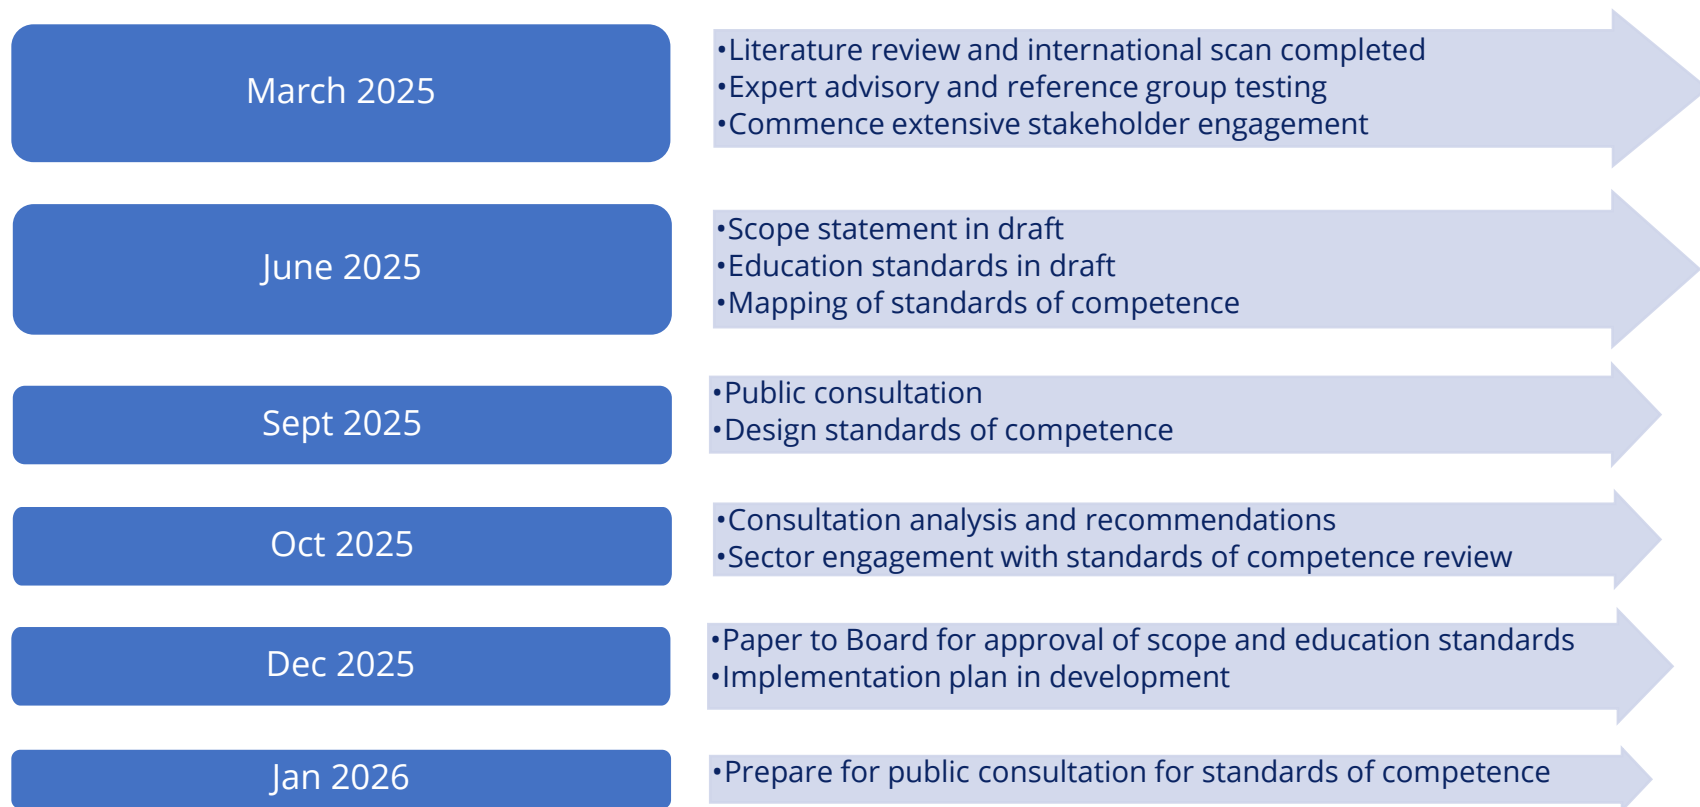 March 2025
•Literature review and international scan completed
•Expert advisory and reference group testing
•Commence extensive stakeholder engagement
June 2025
•Scope statement in draft
•Education standards in draft
•Mapping of standards of competence
Sept 2025
•Public consultation
•Design standards of competence
Oct 2025
•Consultation analysis and recommendations
•Sector engagement with standards of competence review
Dec 2025
•Paper to Board for approval of scope and education standards
•Implementation plan in development
Jan 2026
•Prepare for public consultation for standards of competence